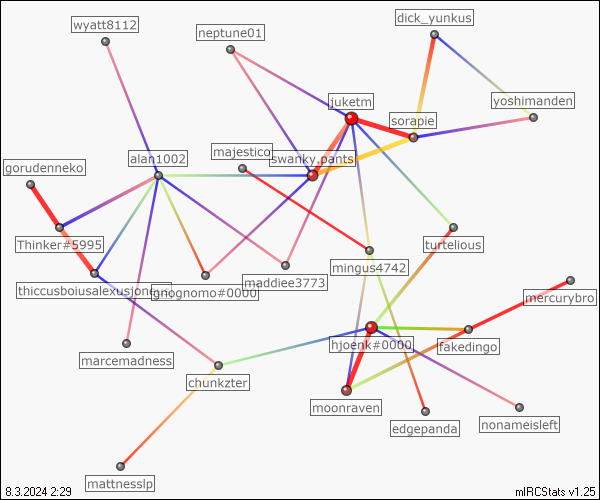 dick_yunkus
wyatt8112
neptune01
juketm
yoshimanden
sorapie
majestico
alan1002
swanky.pants
gorudenneko
Thinker#5995
turtelious
mingus4742
maddiee3773
gnognomo#0000
mercurybro
hjoenk#0000
fakedingo
marcemadness
chunkzter
moonraven
edgepanda
nonameisleft
mattnesslp
8.3.2024 2:29
mIRCStats v1.25